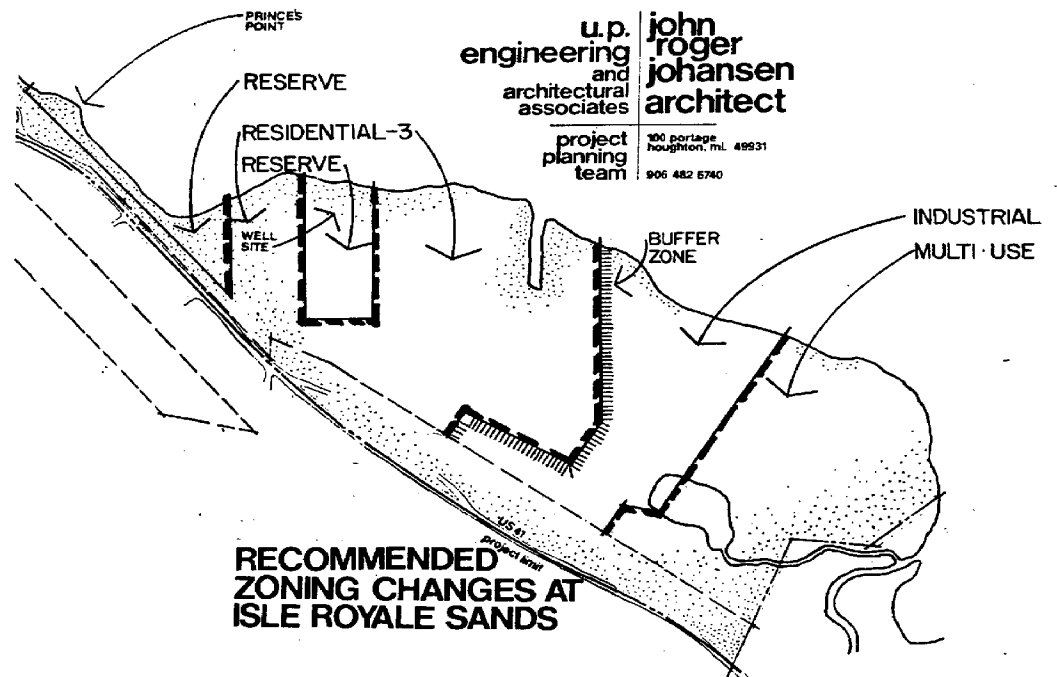 PRINCE'S
POINT
u.p.
engineering
and
architectural
associates
john
roger
johansen
architect
project
planning
team
100 portage
houghton, mi. 49931
906 482 5740
RESERVE
RESIDENTIAL-3
RESERVE
WELL
SITE
BUFFER
ZONE
INDUSTRIAL
MULTI·USE
US 41
project limit
RECOMMENDED
ZONING CHANGES AT
ISLE ROYALE SANDS